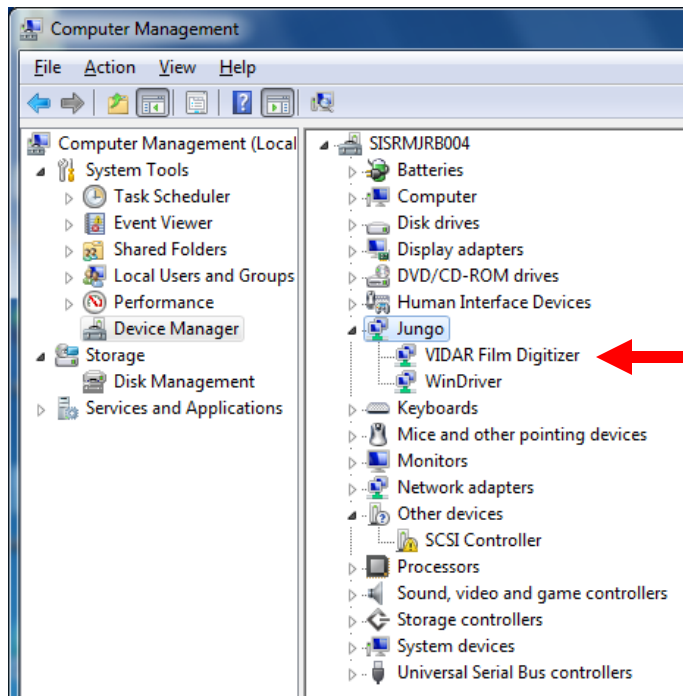 Computer Management
File Action View Help
Computer Management (Local
System Tools
Task Scheduler
Event Viewer
Shared Folders
Local Users and Groups
Performance
Device Manager
Storage
Disk Management
Services and Applications
SISRMJRB004
Batteries
Computer
Disk drives
Display adapters
DVD/CD-ROM drives
Human Interface Devices
Jungo
VIDAR Film Digitizer
WinDriver
Keyboards
Mice and other pointing devices
Monitors
Network adapters
Other devices
SCSI Controller
Processors
Sound, video and game controllers
Storage controllers
System devices
Universal Serial Bus controllers